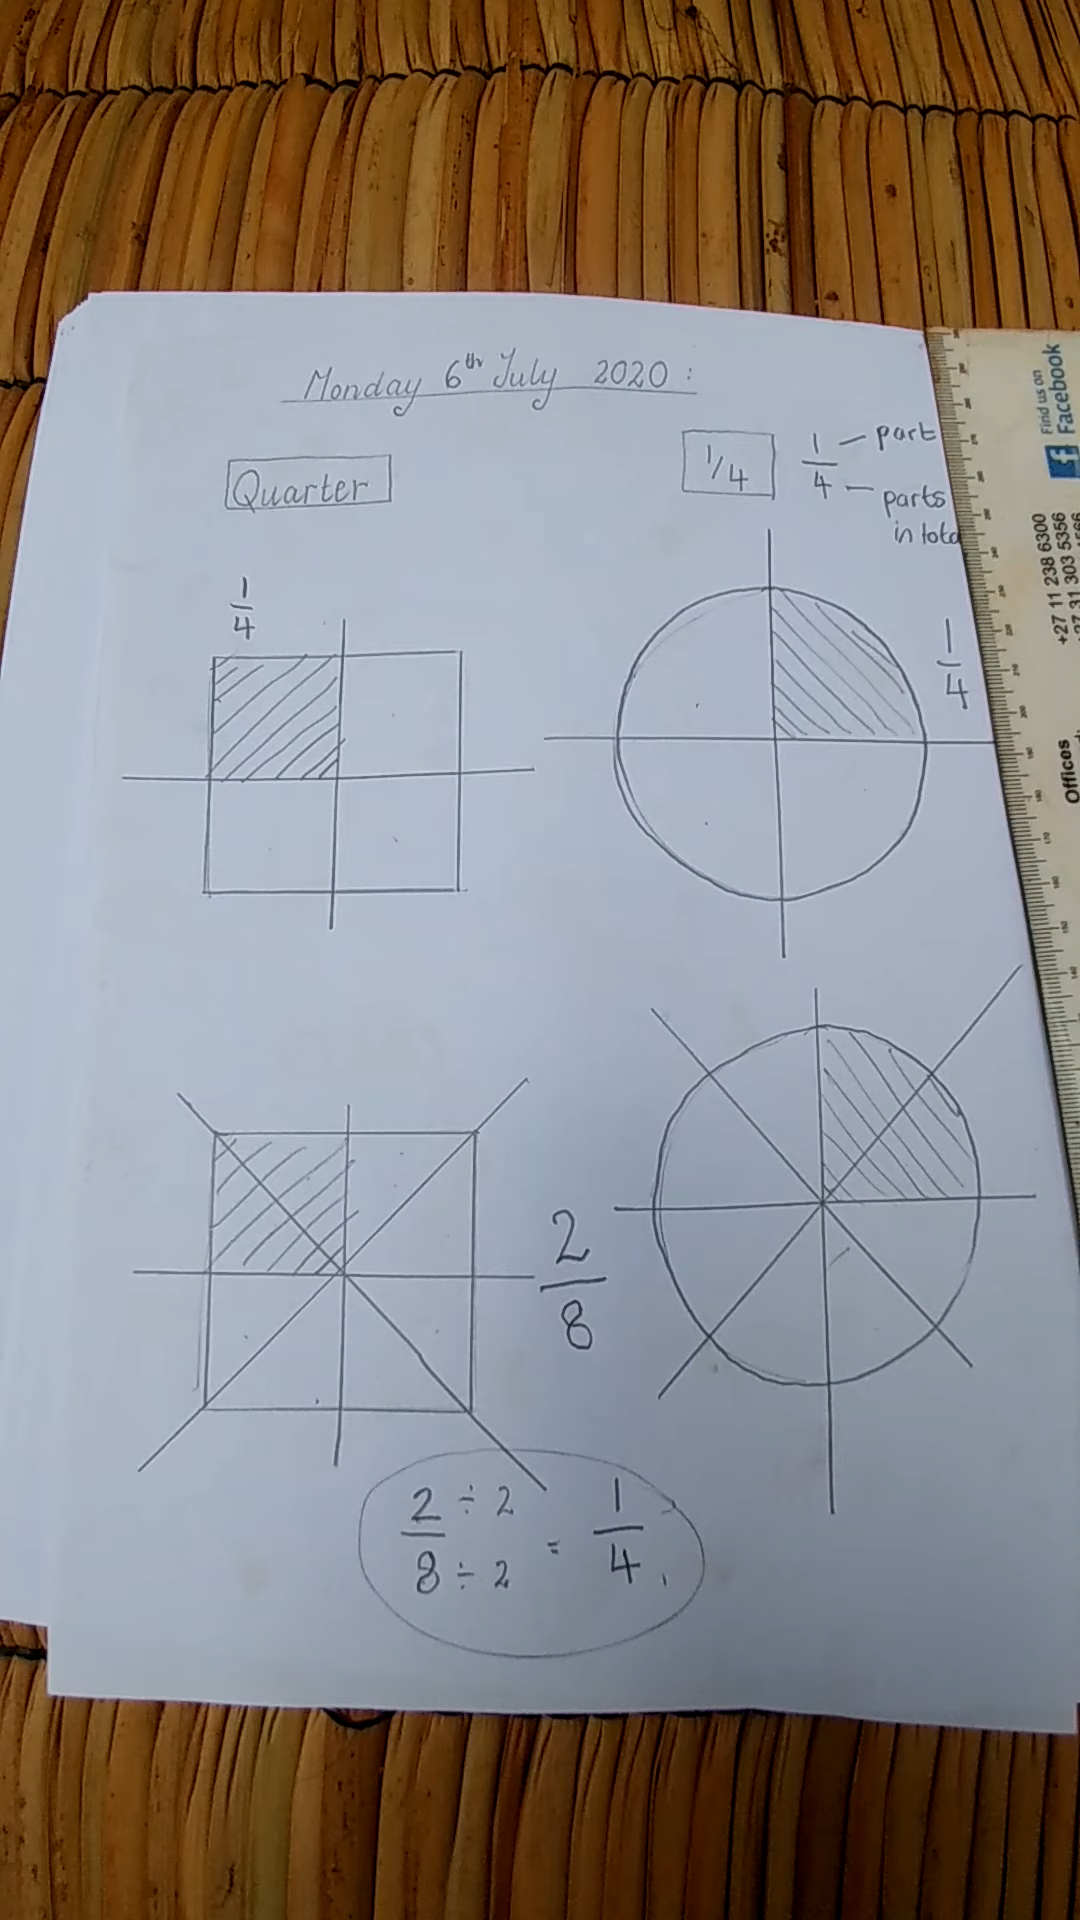 Monday 6th July 2020:
Quarter
1/4
1 — part
4 — parts
in tota
1
4
1
4
2
8
2 ÷ 2 = 1
8 ÷ 2   4
Find us on
Facebook
+27 11 238 6300
27 31 303 5356
Offices